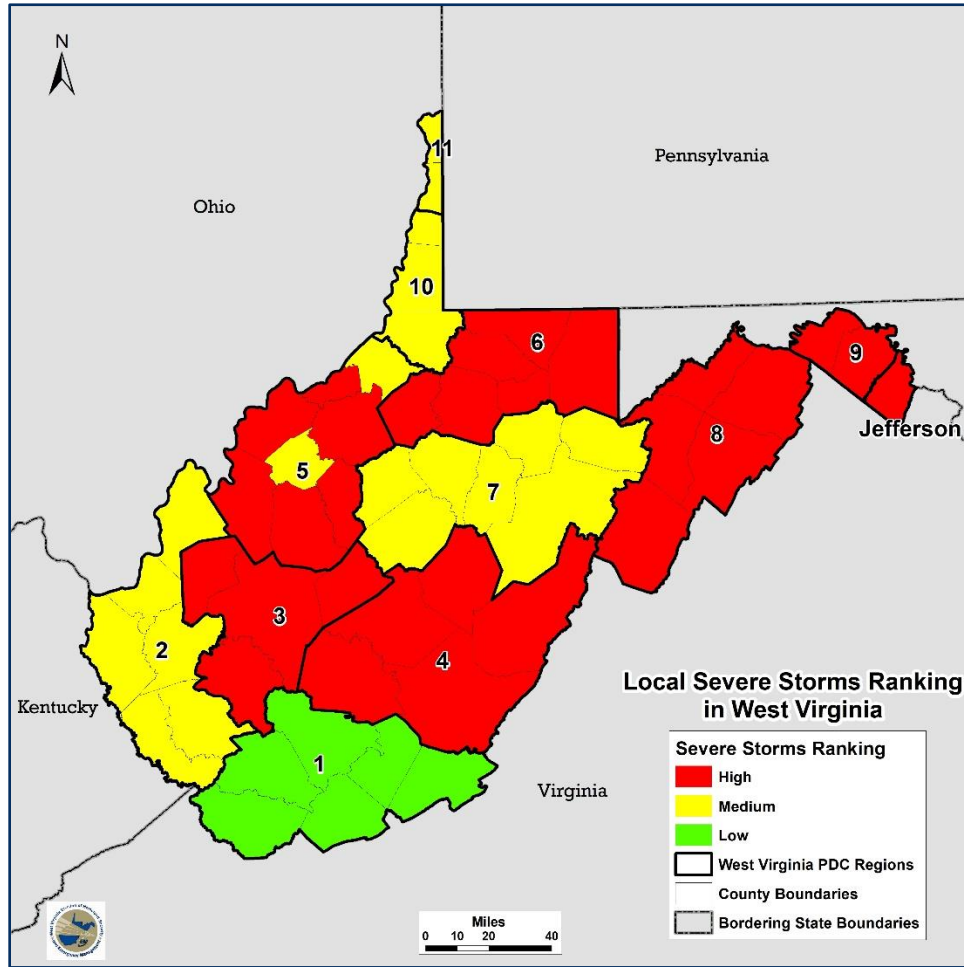 N
11
Pennsylvania
Ohio
10
6
9
Jefferson
8
5
7
3
2
4
Kentucky
1
Virginia
Local Severe Storms Ranking
in West Virginia
Severe Storms Ranking
High
Medium
Low
West Virginia PDC Regions
County Boundaries
Bordering State Boundaries
Miles
0 10 20 40